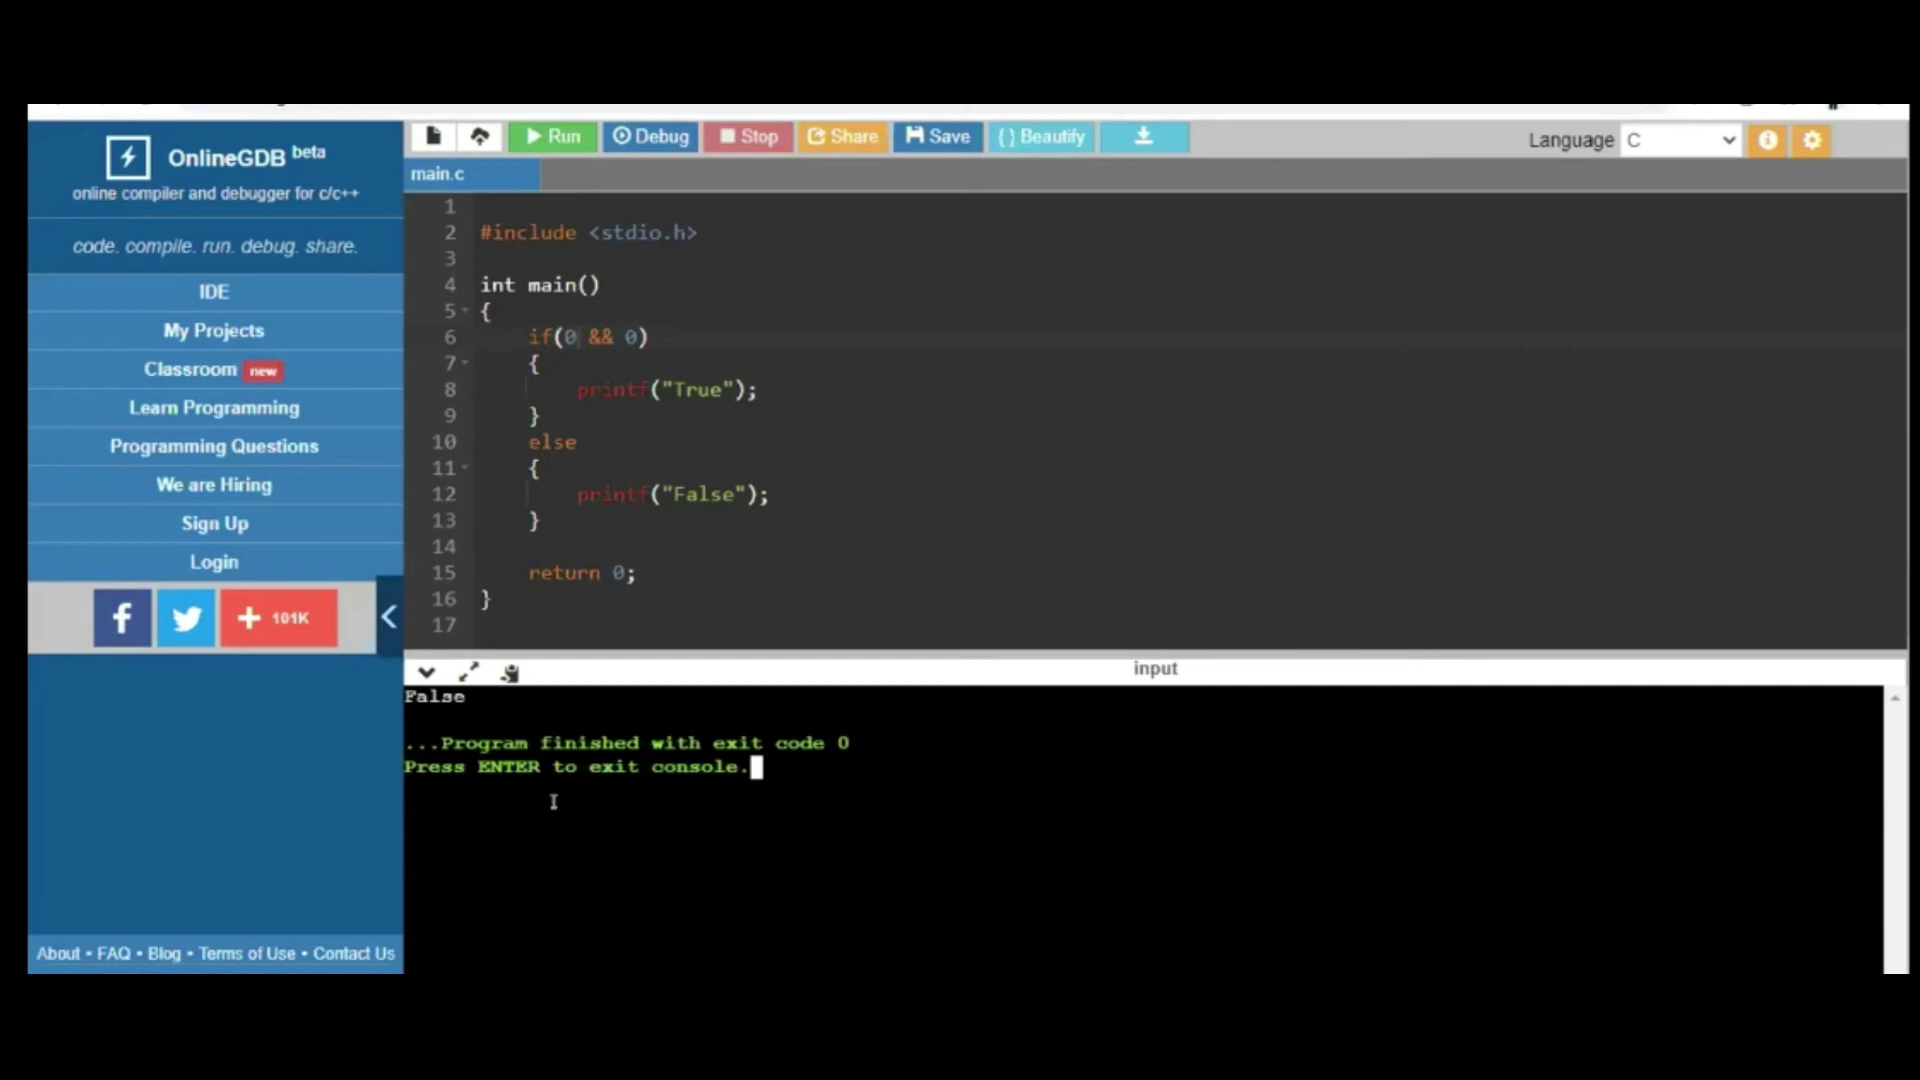 OnlineGDB beta
online compiler and debugger for c/c++
code. compile. run. debug. share.
IDE
My Projects
Classroom new
Learn Programming
Programming Questions
We are Hiring
Sign Up
Login
f + 101K
About • FAQ • Blog • Terms of Use • Contact Us
Run Debug Stop Share Save { } Beautify
Language C
main.c
1
2 #include <stdio.h>
3
4 int main()
5 {
6 if(0 && 0)
7 {
8 printf("True");
9 }
10 else
11 {
12 printf("False");
13 }
14
15 return 0;
16 }
17
input
False
...Program finished with exit code 0
Press ENTER to exit console.